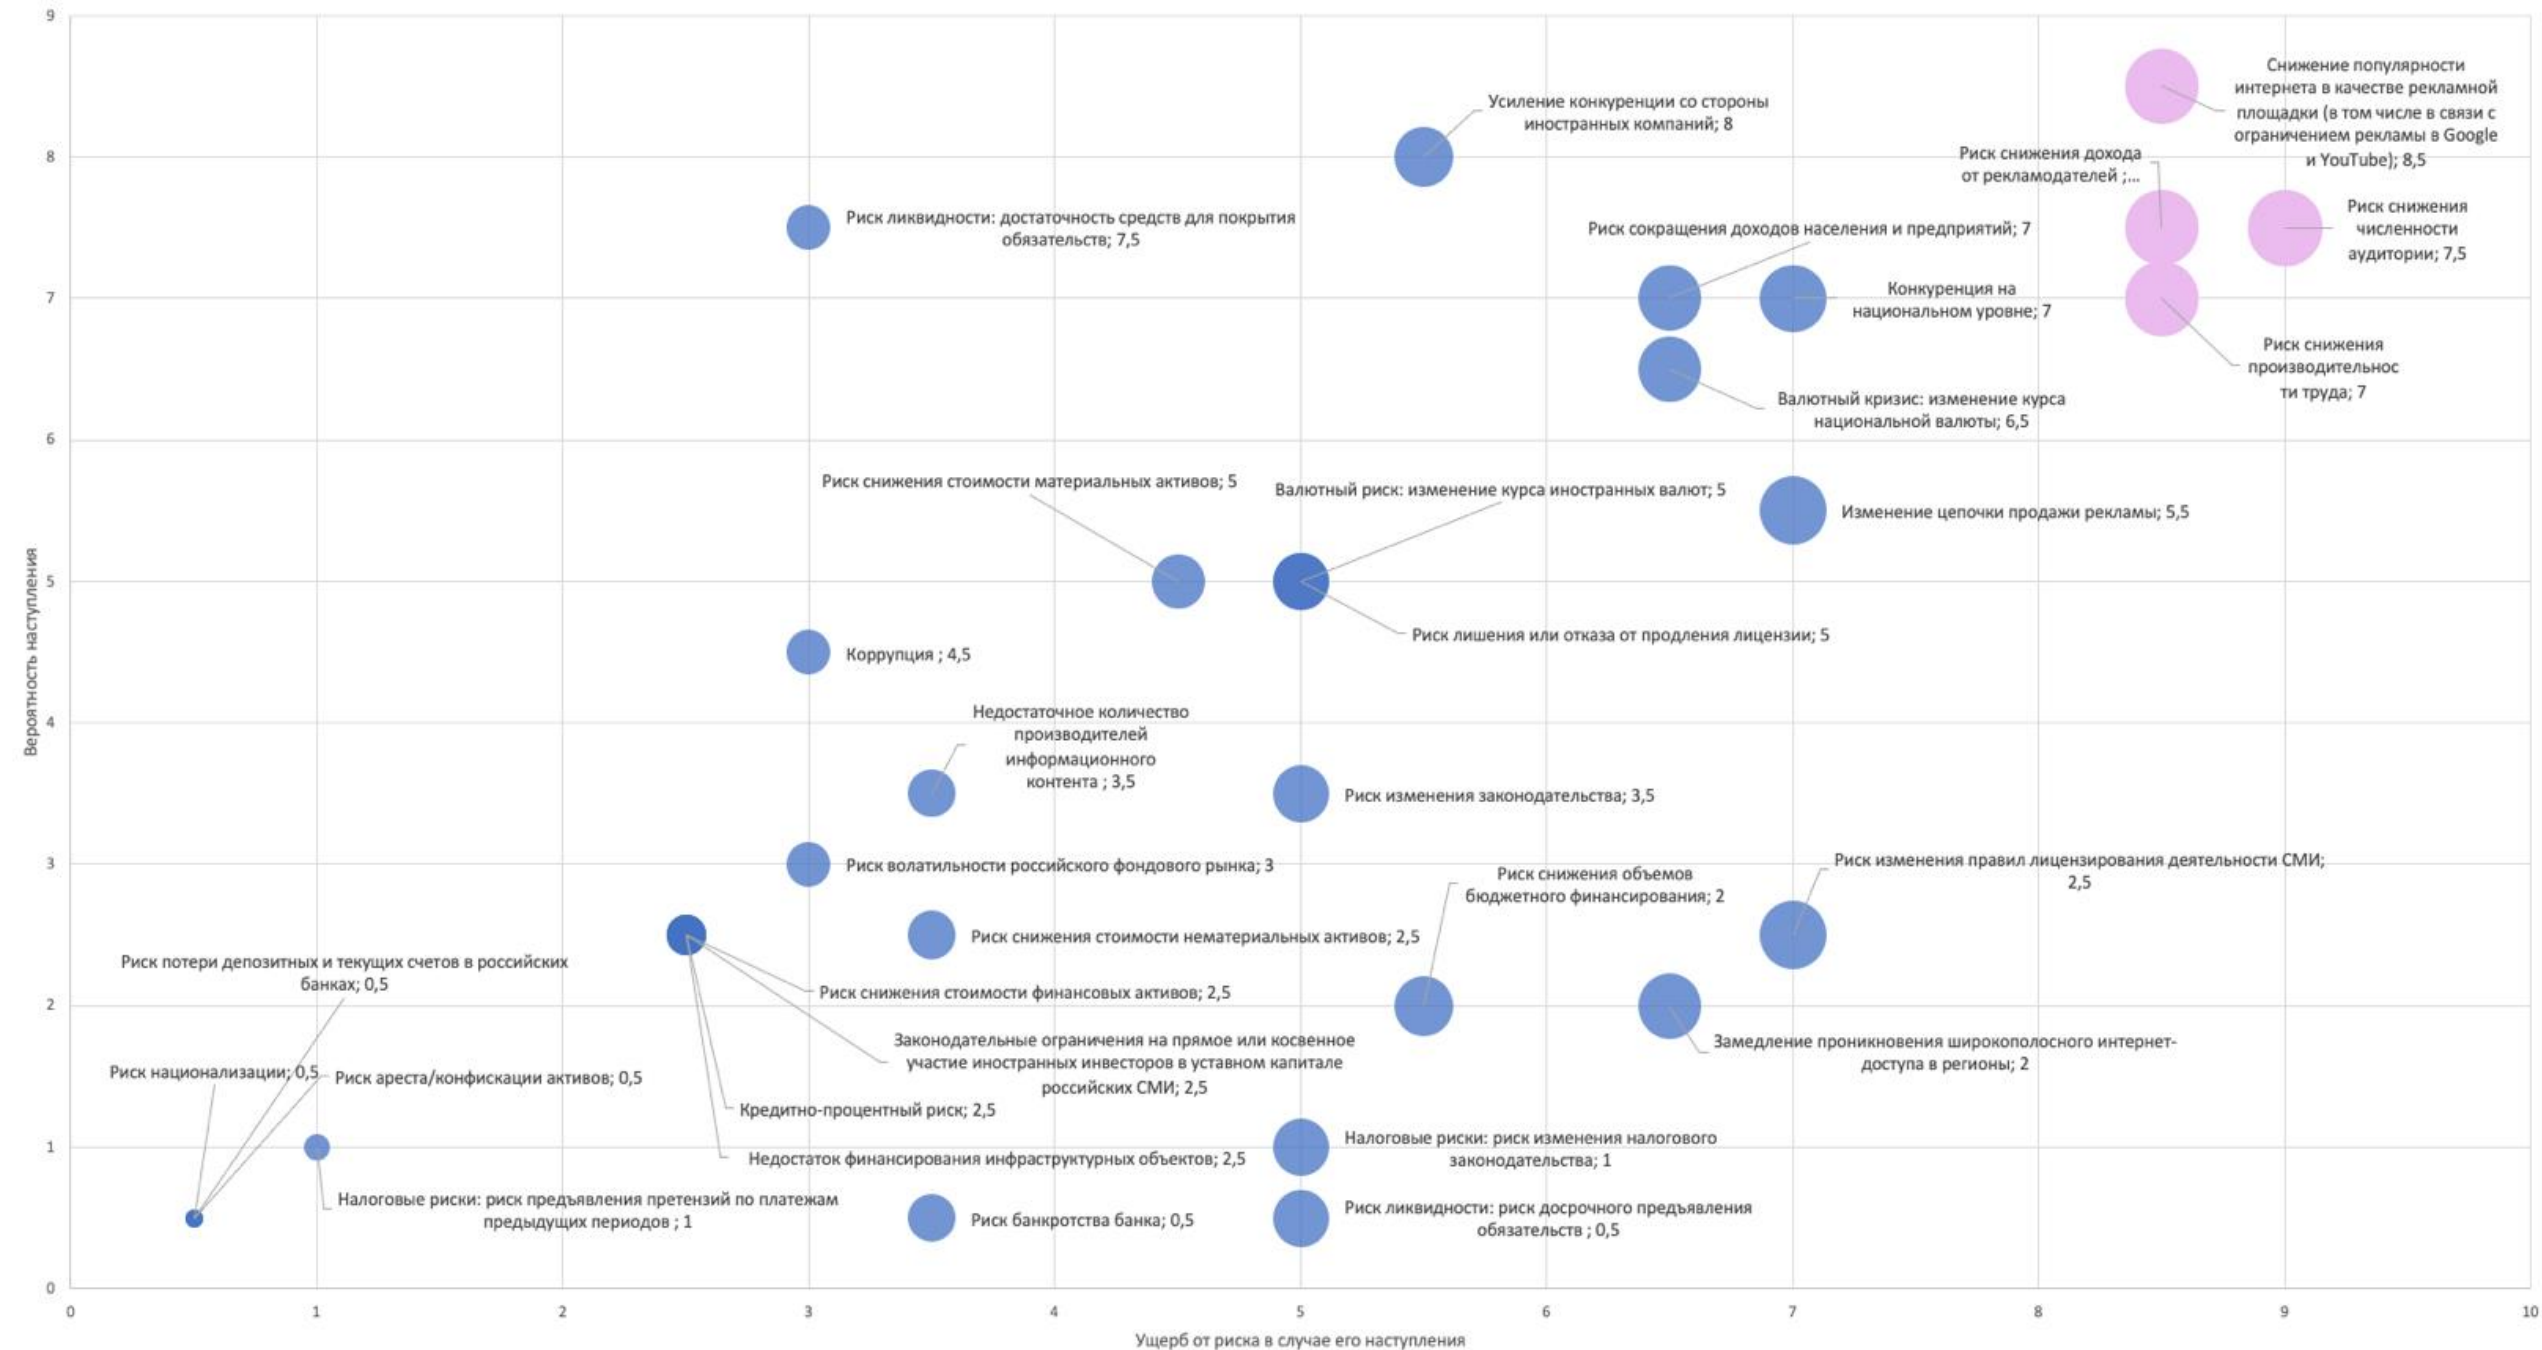 9
Снижение популярности
интернета в качестве рекламной
площадки (в том числе в связи с
ограничением рекламы в Google
и YouTube); 8,5
Усиление конкуренции со стороны
иностранных компаний; 8
8
Риск снижения дохода
от рекламодателей ;...
Риск снижения
численности
аудитории; 7,5
Риск ликвидности: достаточность средств для покрытия
обязательств; 7,5
Риск сокращения доходов населения и предприятий; 7
7
Конкуренция на
национальном уровне; 7
Риск снижения
производительнос
ти труда; 7
Валютный кризис: изменение курса
национальной валюты; 6,5
6
Риск снижения стоимости материальных активов; 5
Валютный риск: изменение курса иностранных валют; 5
Изменение цепочки продажи рекламы; 5,5
5
Риск лишения или отказа от продления лицензии; 5
Коррупция ; 4,5
Вероятность наступления
4
Недостаточное количество
производителей
информационного
контента ; 3,5
Риск изменения законодательства; 3,5
3
Риск волатильности российского фондового рынка; 3
Риск снижения объемов
бюджетного финансирования; 2
Риск изменения правил лицензирования деятельности СМИ;
2,5
Риск снижения стоимости нематериальных активов; 2,5
Риск потери депозитных и текущих счетов в российских
банках; 0,5
2
Риск снижения стоимости финансовых активов; 2,5
Законодательные ограничения на прямое или косвенное
участие иностранных инвесторов в уставном капитале
российских СМИ; 2,5
Замедление проникновения широкополосного интернет-
доступа в регионы; 2
Риск национализации; 0,5
Риск ареста/конфискации активов; 0,5
Кредитно-процентный риск; 2,5
1
Недостаток финансирования инфраструктурных объектов; 2,5
Налоговые риски: риск изменения налогового
законодательства; 1
Налоговые риски: риск предъявления претензий по платежам
предыдущих периодов ; 1
Риск банкротства банка; 0,5
Риск ликвидности: риск досрочного предъявления
обязательств ; 0,5
0
0 1 2 3 4 5 6 7 8 9 10
Ущерб от риска в случае его наступления